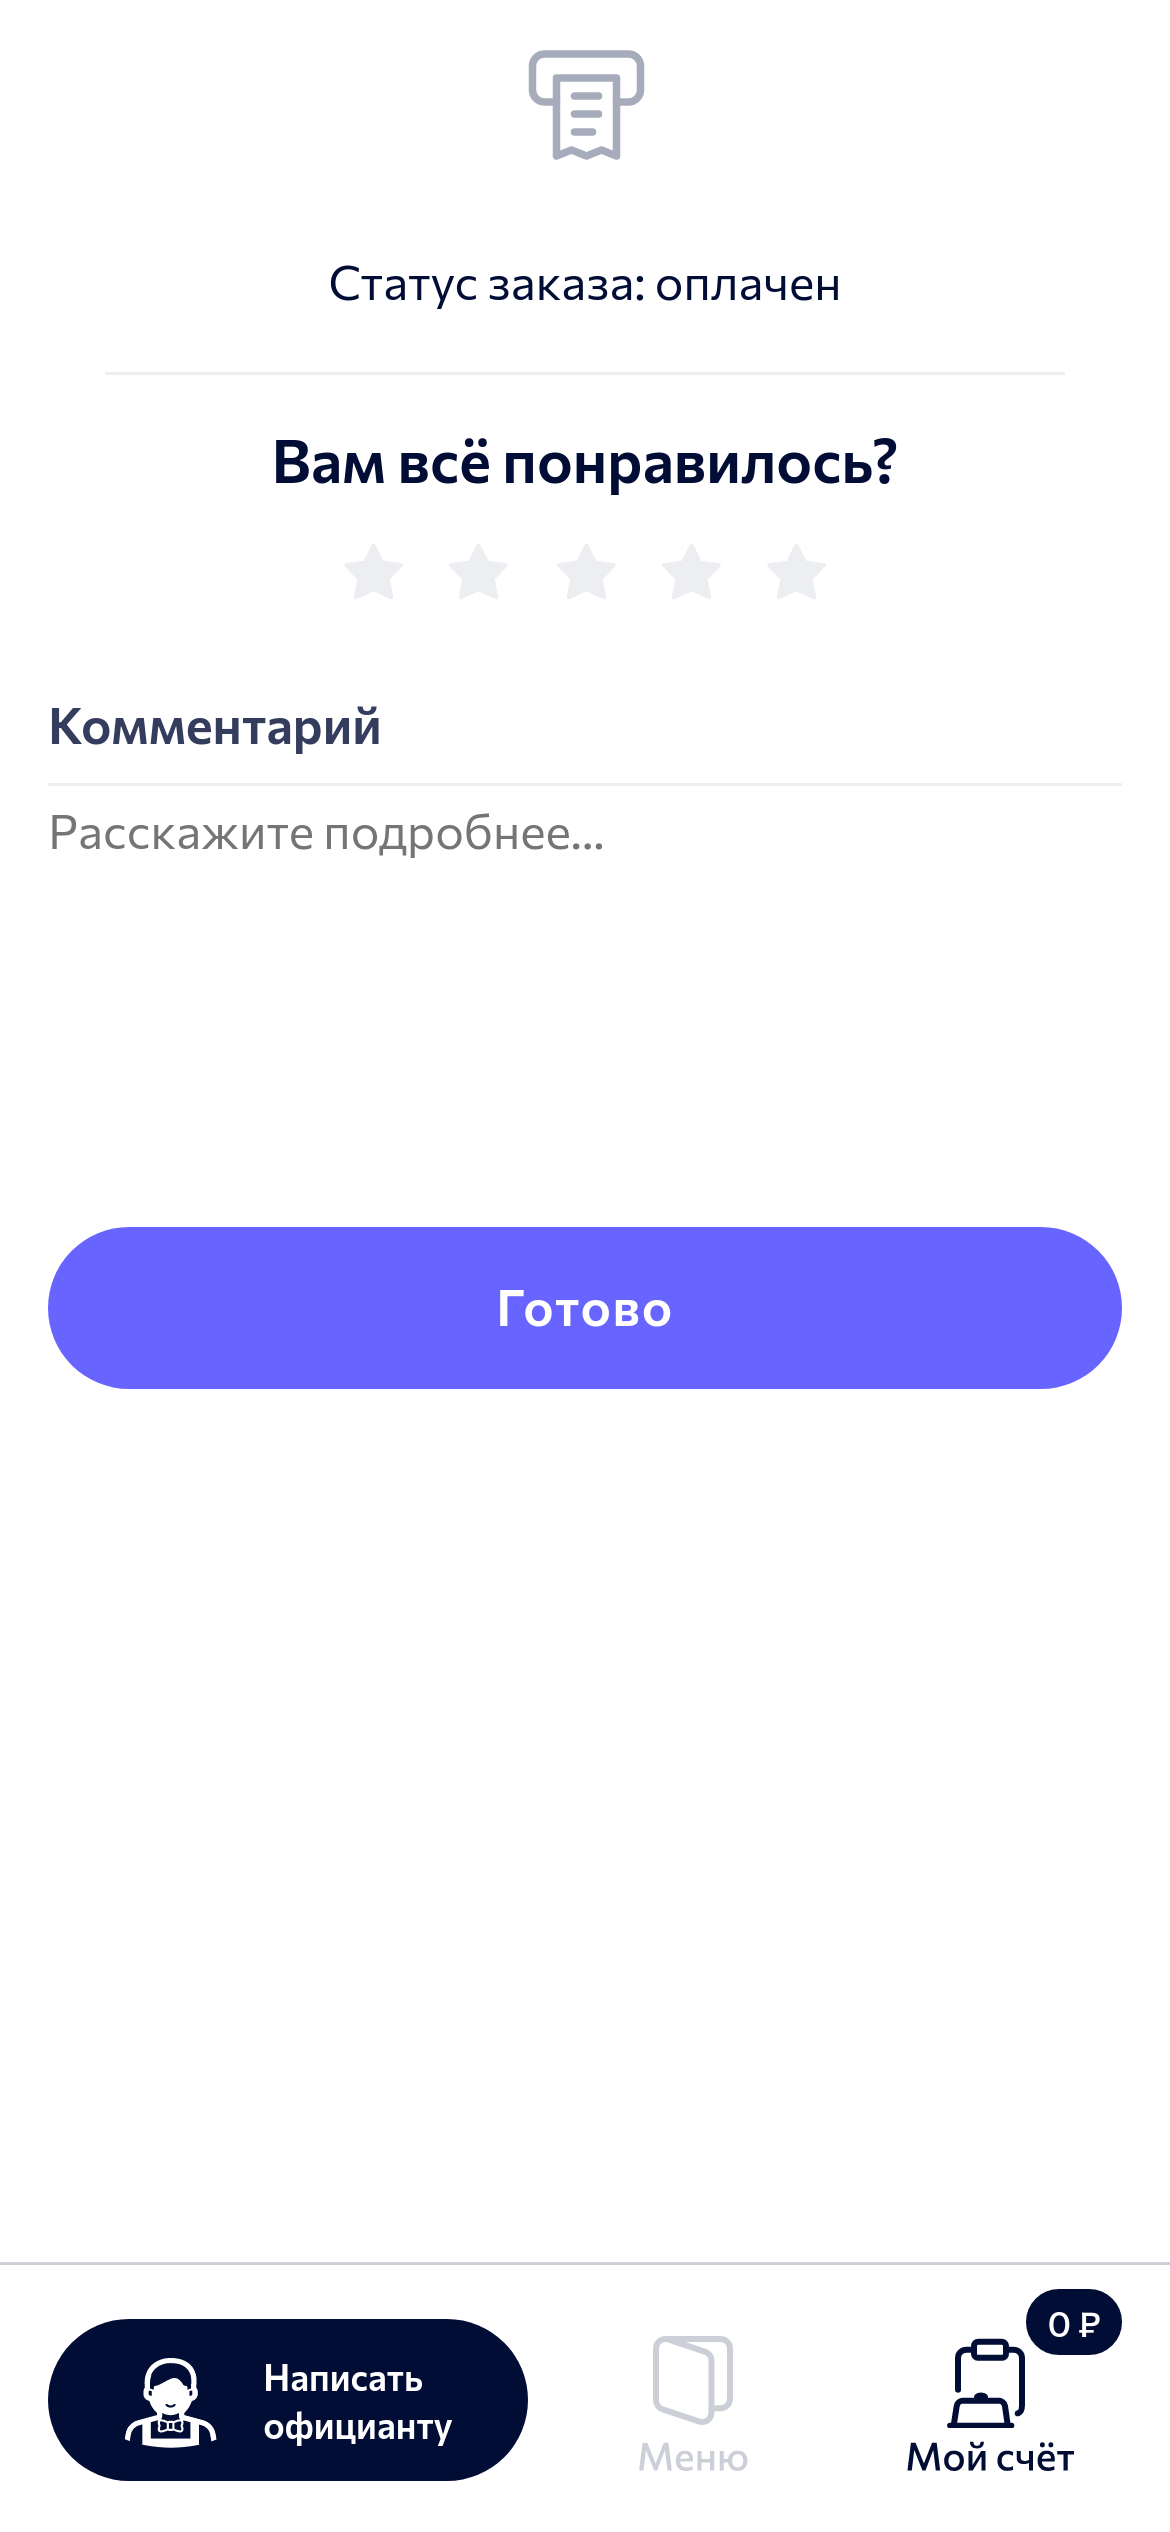 Статус заказа: оплачен
Вам всё понравилось?
Комментарий
Расскажите подробнее...
Готово
Написать
официанту
Меню
0 ₽
Мой счёт